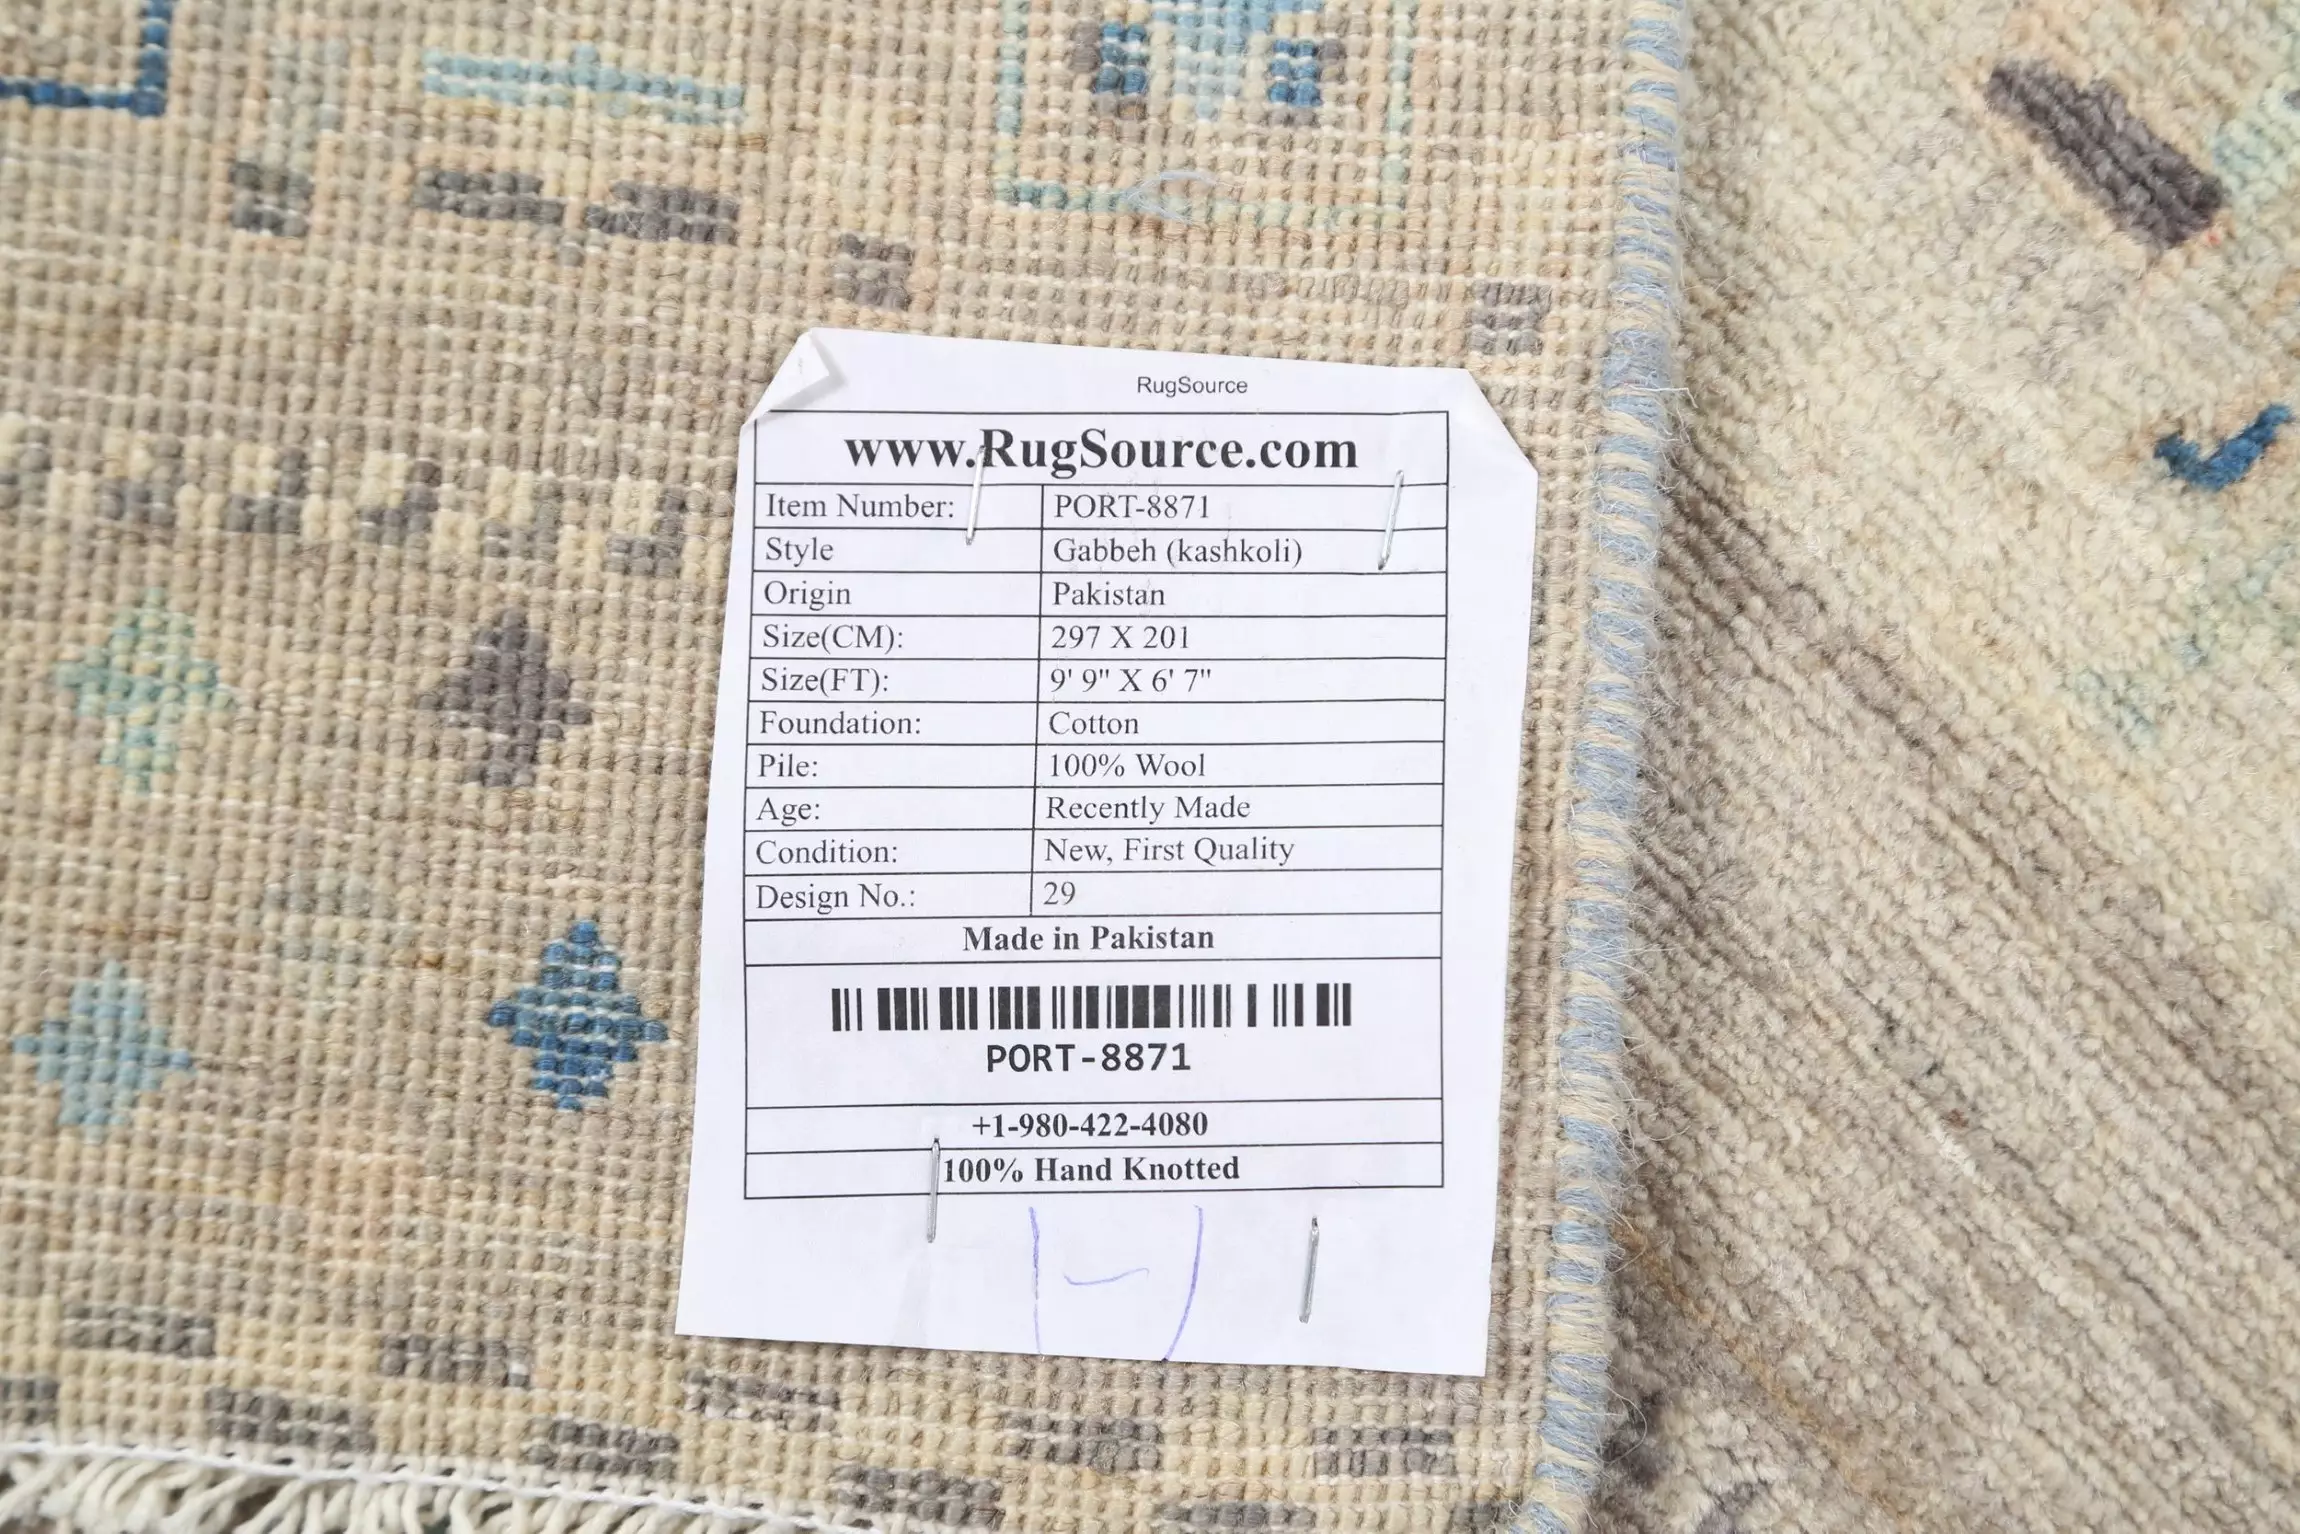 RugSource
www.RugSource.com
Item Number: PORT-8871
Style Gabbeh (kashkoli)
Origin Pakistan
Size(CM): 297 X 201
Size(FT): 9' 9" X 6' 7"
Foundation: Cotton
Pile: 100% Wool
Age: Recently Made
Condition: New, First Quality
Design No.: 29
Made in Pakistan
PORT-8871
+1-980-422-4080
100% Hand Knotted